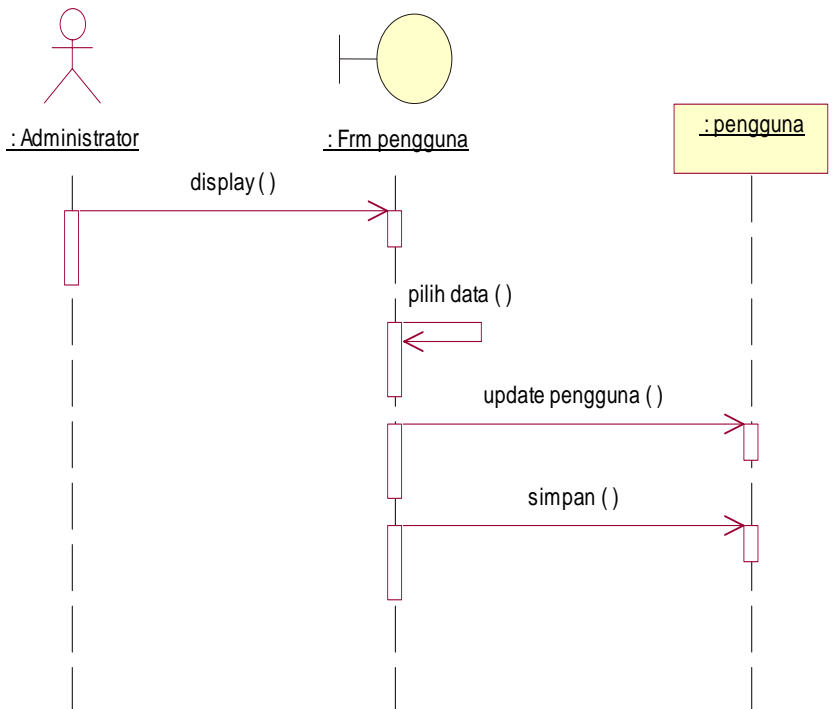 : Administrator
: Frm pengguna
: pengguna
display ( )
pilih data ( )
update pengguna ( )
simpan ( )